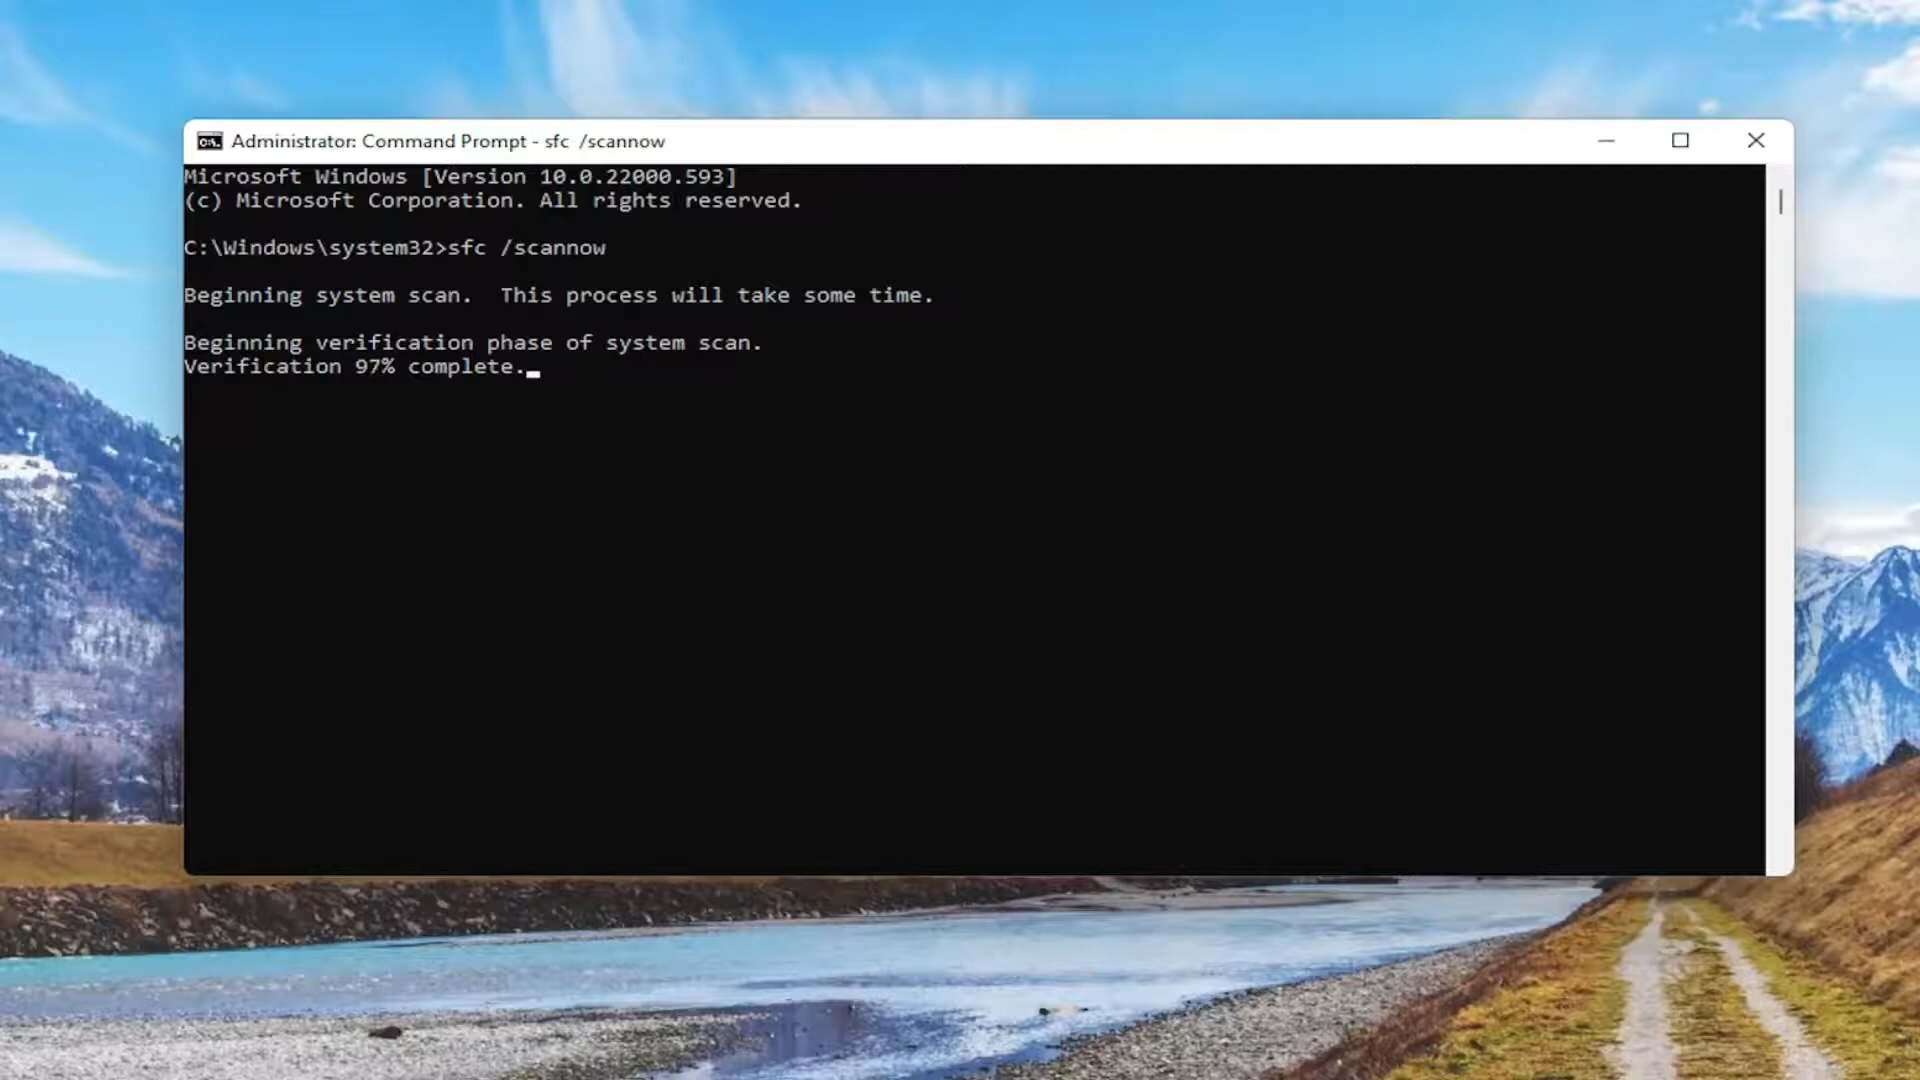 Administrator: Command Prompt - sfc  /scannow
Microsoft Windows [Version 10.0.22000.593]
(c) Microsoft Corporation. All rights reserved.
C:\Windows\system32>sfc /scannow
Beginning system scan.  This process will take some time.
Beginning verification phase of system scan.
Verification 97% complete.